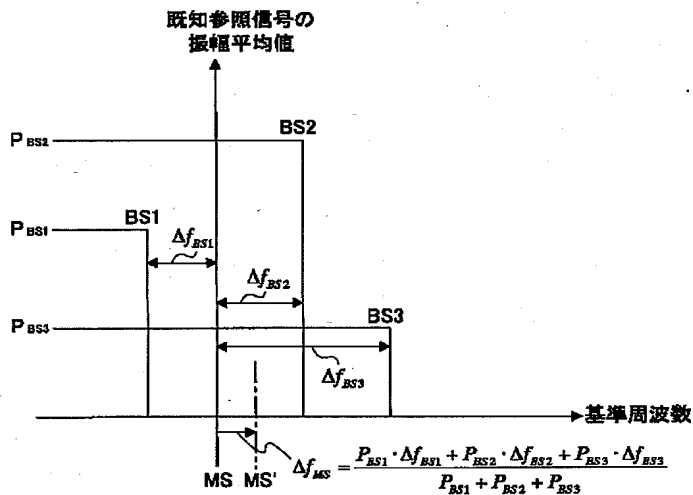 既知参照信号の
振幅平均値
P BS2
BS2
P BS1
BS1
Δf BS1
Δf BS2
P BS3
BS3
Δf BS3
基準周波数
MS MS'
Δf MS = (P BS1 · Δf BS1 + P BS2 · Δf BS2 + P BS3 · Δf BS3) / (P BS1 + P BS2 + P BS3)